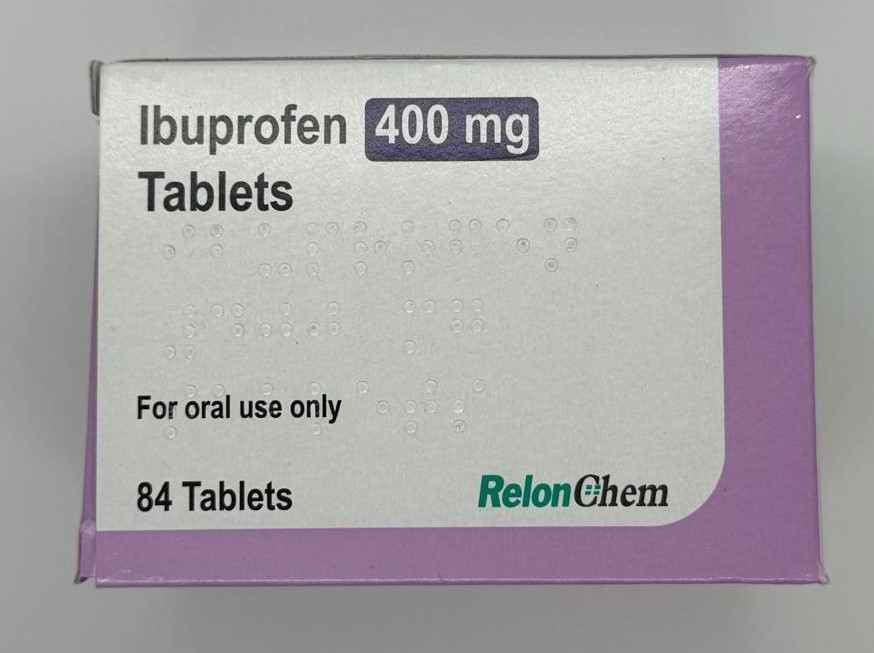 Ibuprofen 400 mg
Tablets
For oral use only
84 Tablets
RelonChem